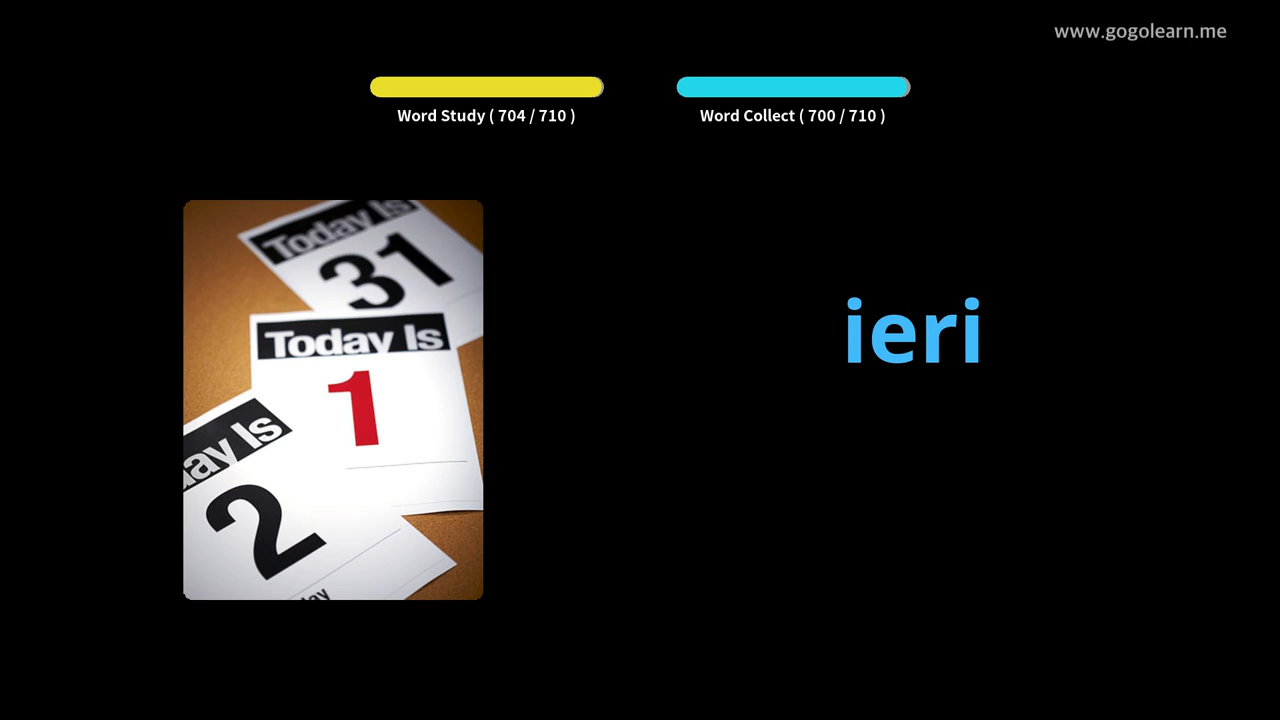 www.gogolearn.me
Word Study ( 704 / 710 )
Word Collect ( 700 / 710 )
Today Is
31
Today Is
1
ay Is
2
ay
ieri